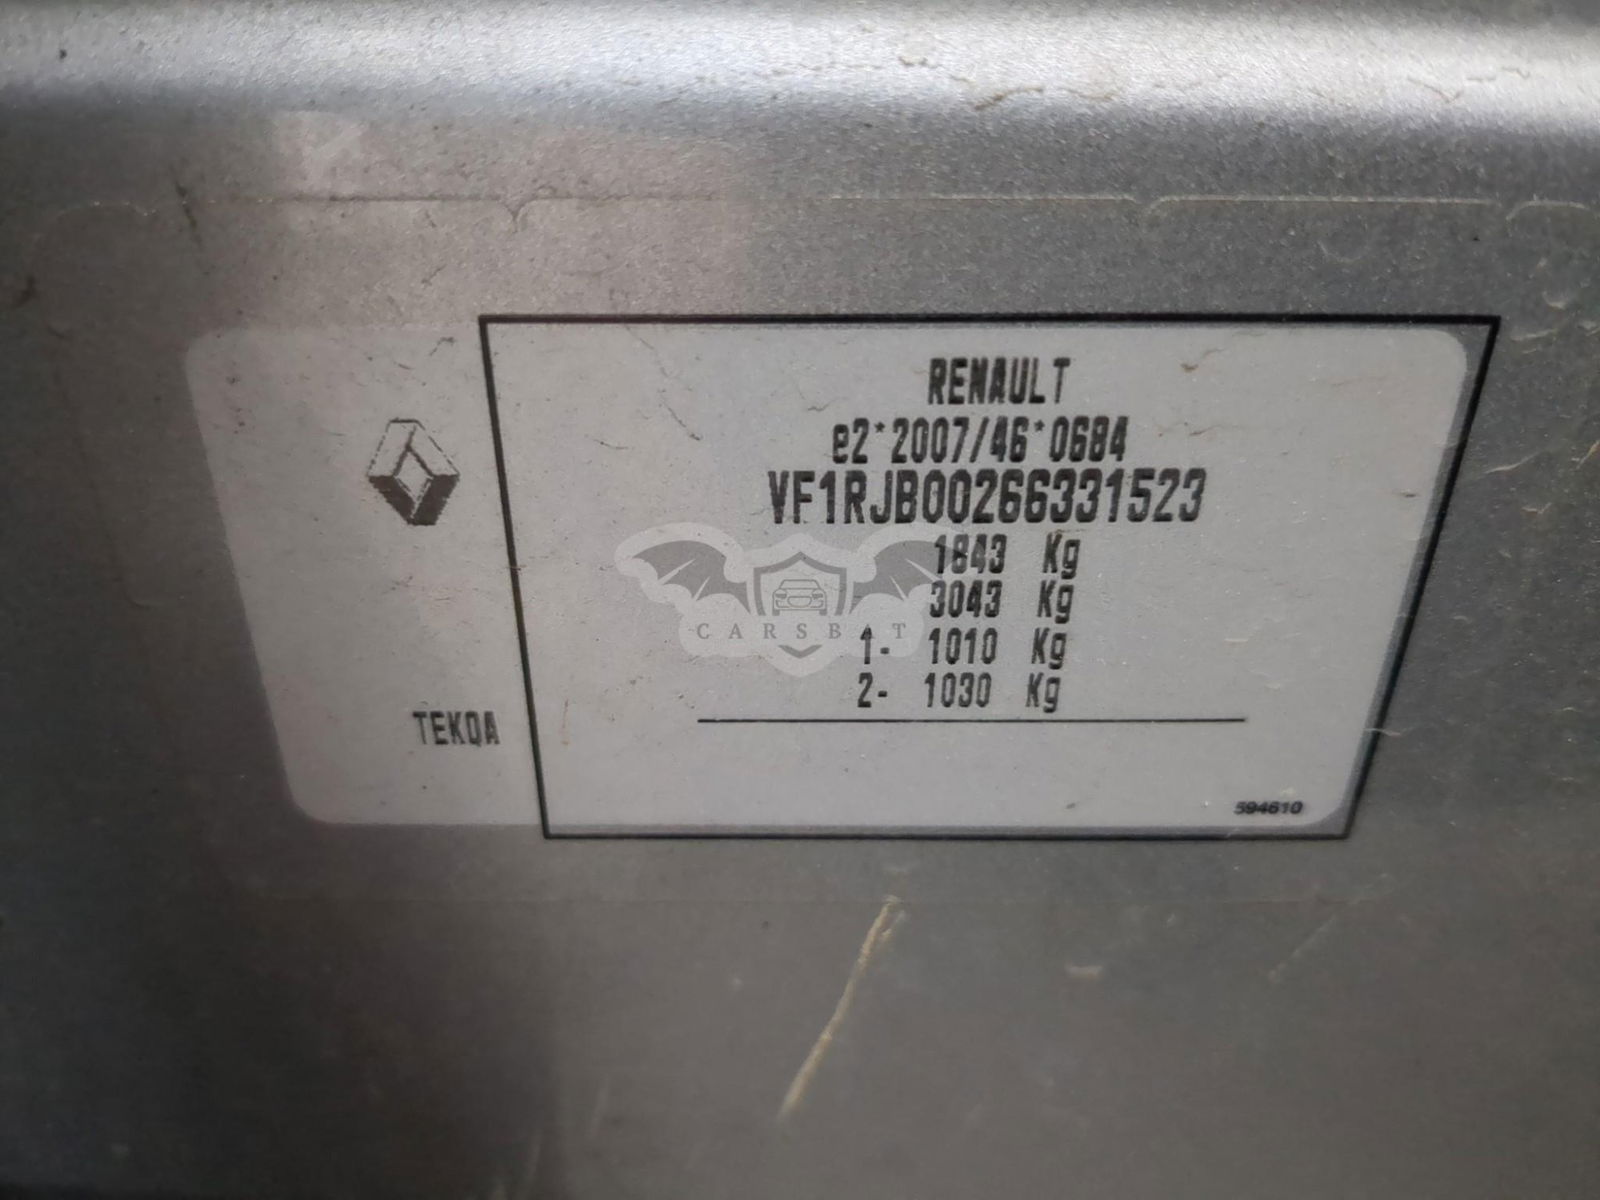 RENAULT
e2*2007/46*0684
VF1RJB00266331523
1843 Kg
3043 Kg
1- 1010 Kg
2- 1030 Kg
TEKQA
594610
CARSBAT